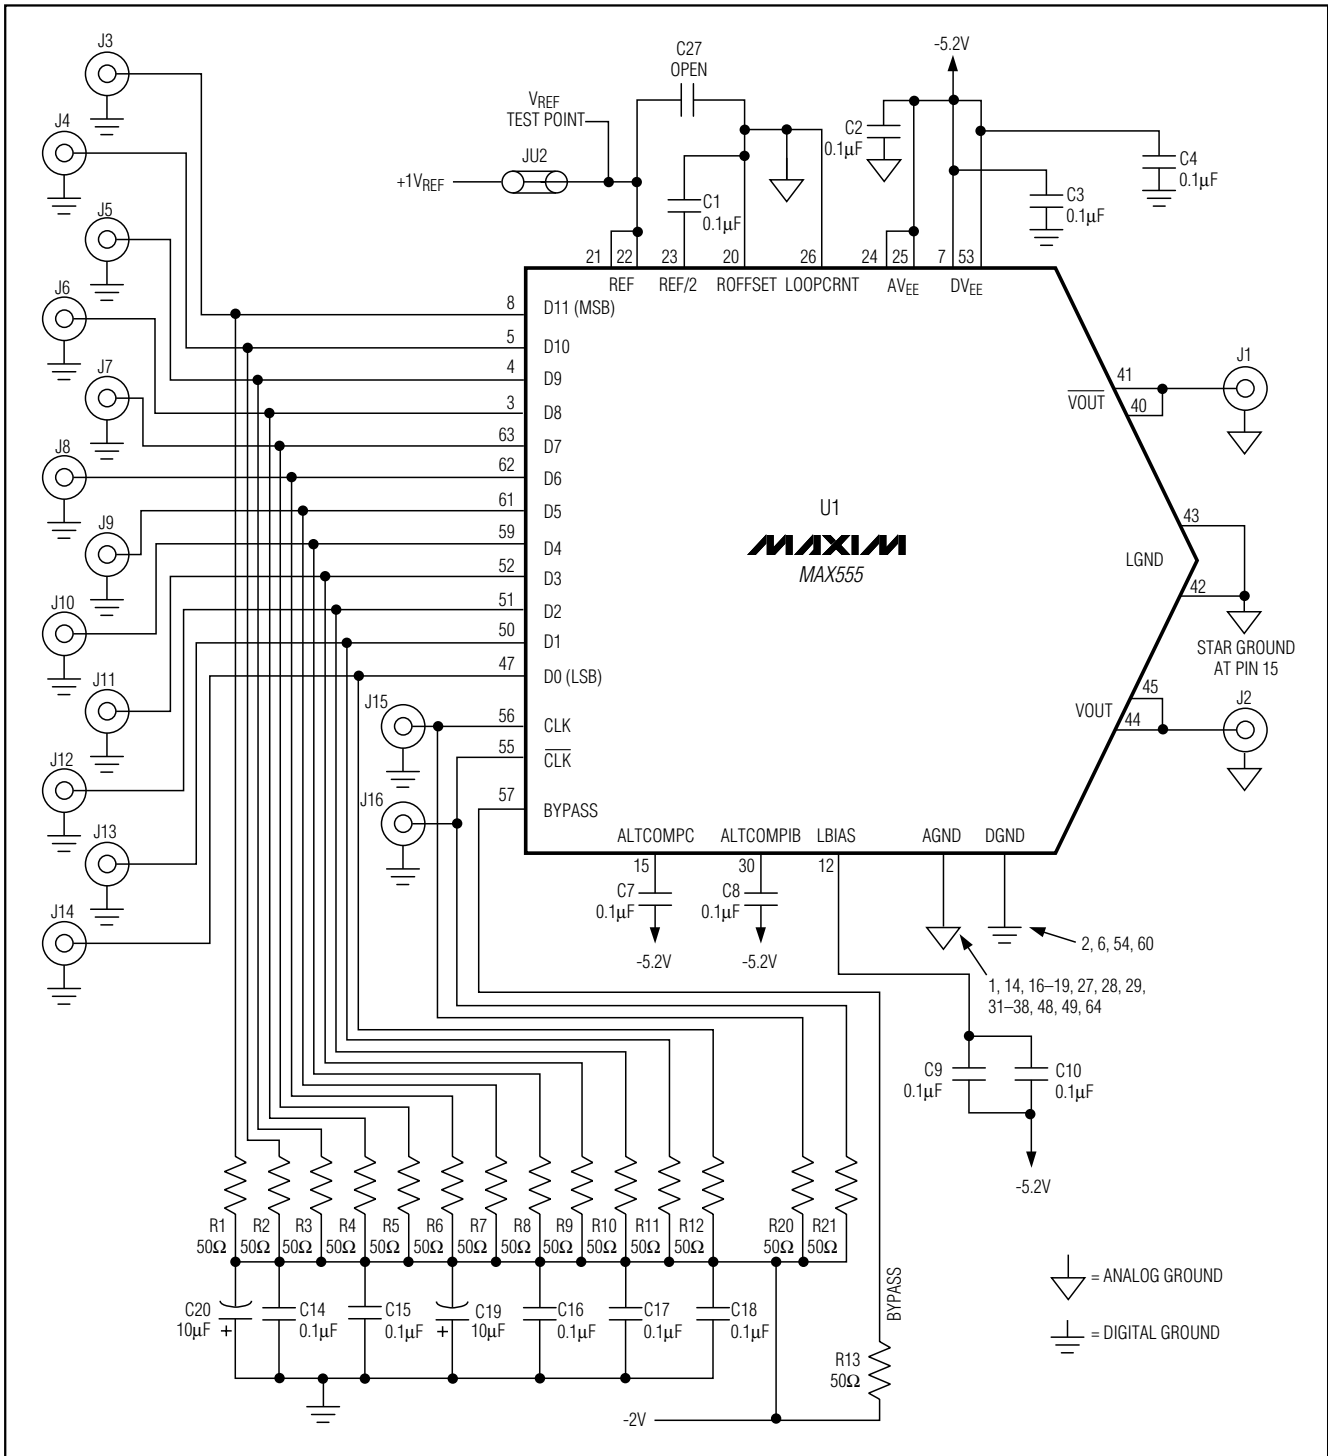 J3
J4
J5
J6
J7
J8
J9
J10
J11
J12
J13
J14
J15
J16
C27
OPEN
VREF
TEST POINT
JU2
+1VREF
C1
0.1µF
-5.2V
C2
0.1µF
C3
0.1µF
C4
0.1µF
21 22 23 20 26 24 25 7 53
REF REF/2 ROFFSET LOOPCRNT AVEE DVEE
8 D11 (MSB)
5 D10
4 D9
3 D8
63 D7
62 D6
61 D5
59 D4
52 D3
51 D2
50 D1
47 D0 (LSB)
56 CLK
55 CLK
57 BYPASS
U1
MAXIM
MAX555
41
VOUT
40
J1
43
LGND
42
STAR GROUND
AT PIN 15
45
VOUT
44
J2
ALTCOMPC ALTCOMPIB LBIAS AGND DGND
15 30 12
C7
0.1µF
-5.2V
C8
0.1µF
-5.2V
2, 6, 54, 60
1, 14, 16–19, 27, 28, 29,
31–38, 48, 49, 64
C9
0.1µF
C10
0.1µF
-5.2V
R1 R2 R3 R4 R5 R6 R7 R8 R9 R10 R11 R12 R20 R21
50Ω 50Ω 50Ω 50Ω 50Ω 50Ω 50Ω 50Ω 50Ω 50Ω 50Ω 50Ω 50Ω 50Ω
C20
10µF +
C14
0.1µF
C15
0.1µF
C19
+ 10µF
C16
0.1µF
C17
0.1µF
C18
0.1µF
BYPASS
R13
50Ω
-2V
= ANALOG GROUND
= DIGITAL GROUND